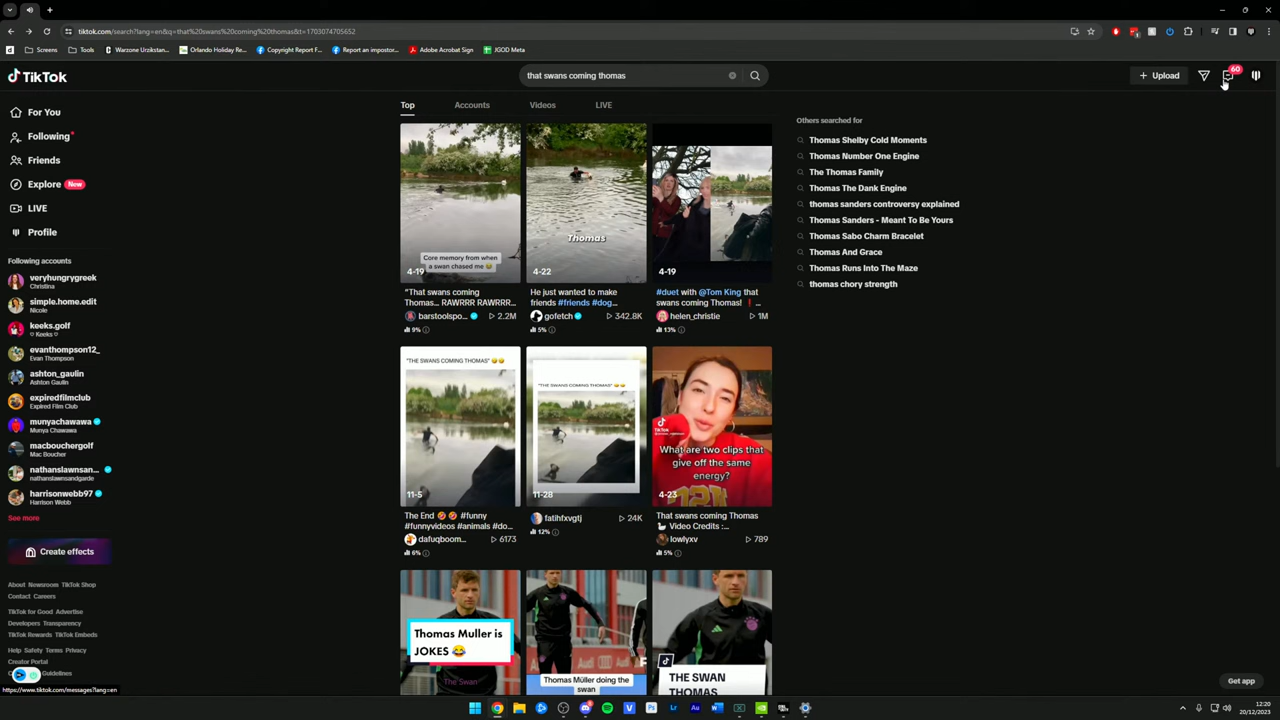 tiktok.com/search?lang=en&q=that%20swans%20coming%20thomas&t=1703074705652
Screens
Tools
Warzone Urzikstan...
Orlando Holiday Re...
Copyright Report F...
Report an impostor...
Adobe Acrobat Sign
JGOD Meta
TikTok
that swans coming thomas
Upload
60
For You
Following
Friends
Explore New
LIVE
Profile
Following accounts
veryhungrygreek
Christina
simple.home.edit
Nicole
keeks.golf
♡ Keeks ♡
evanthompson12_
Evan Thompson
ashton_gaulin
Ashton Gaulin
expiredfilmclub
Expired Film Club
munyachawawa
Munya Chawawa
macbouchergolf
Mac Boucher
nathanslawnsan...
nathanslawnsandgarde
harrisonwebb97
Harrison Webb
See more
Create effects
About Newsroom TikTok Shop
Contact Careers
TikTok for Good Advertise
Developers Transparency
TikTok Rewards TikTok Embeds
Help Safety Terms Privacy
Creator Portal
Guidelines
https://www.tiktok.com/messages?lang=en
Top Accounts Videos LIVE
Core memory from when
a swan chased me 😭
4-19
"That swans coming
Thomas... RAWRRR RAWRRR...
barstoolspo... 2.2M
9%
Thomas
4-22
He just wanted to make
friends #friends #dog...
gofetch 342.8K
5%
4-19
#duet with @Tom King that
swans coming Thomas! ❗ ...
helen_christie 1M
13%
"THE SWANS COMING THOMAS" 🤣🤣
11-5
The End 🤣 🤣 #funny
#funnyvideos #animals #do...
dafuqboom... 6173
6%
"THE SWANS COMING THOMAS" 🤣🤣
11-28
fatihfxvgtj 24K
12%
TikTok
What are two clips that
give off the same
energy?
4-23
That swans coming Thomas
🦢 Video Credits :...
lowlyxv 789
5%
Thomas Muller is
JOKES 😂
The Swan
Thomas Müller doing the
swan
THE SWAN
THOMAS
Others searched for
Thomas Shelby Cold Moments
Thomas Number One Engine
The Thomas Family
Thomas The Dank Engine
thomas sanders controversy explained
Thomas Sanders - Meant To Be Yours
Thomas Sabo Charm Bracelet
Thomas And Grace
Thomas Runs Into The Maze
thomas chory strength
Get app
12:20
20/12/2023